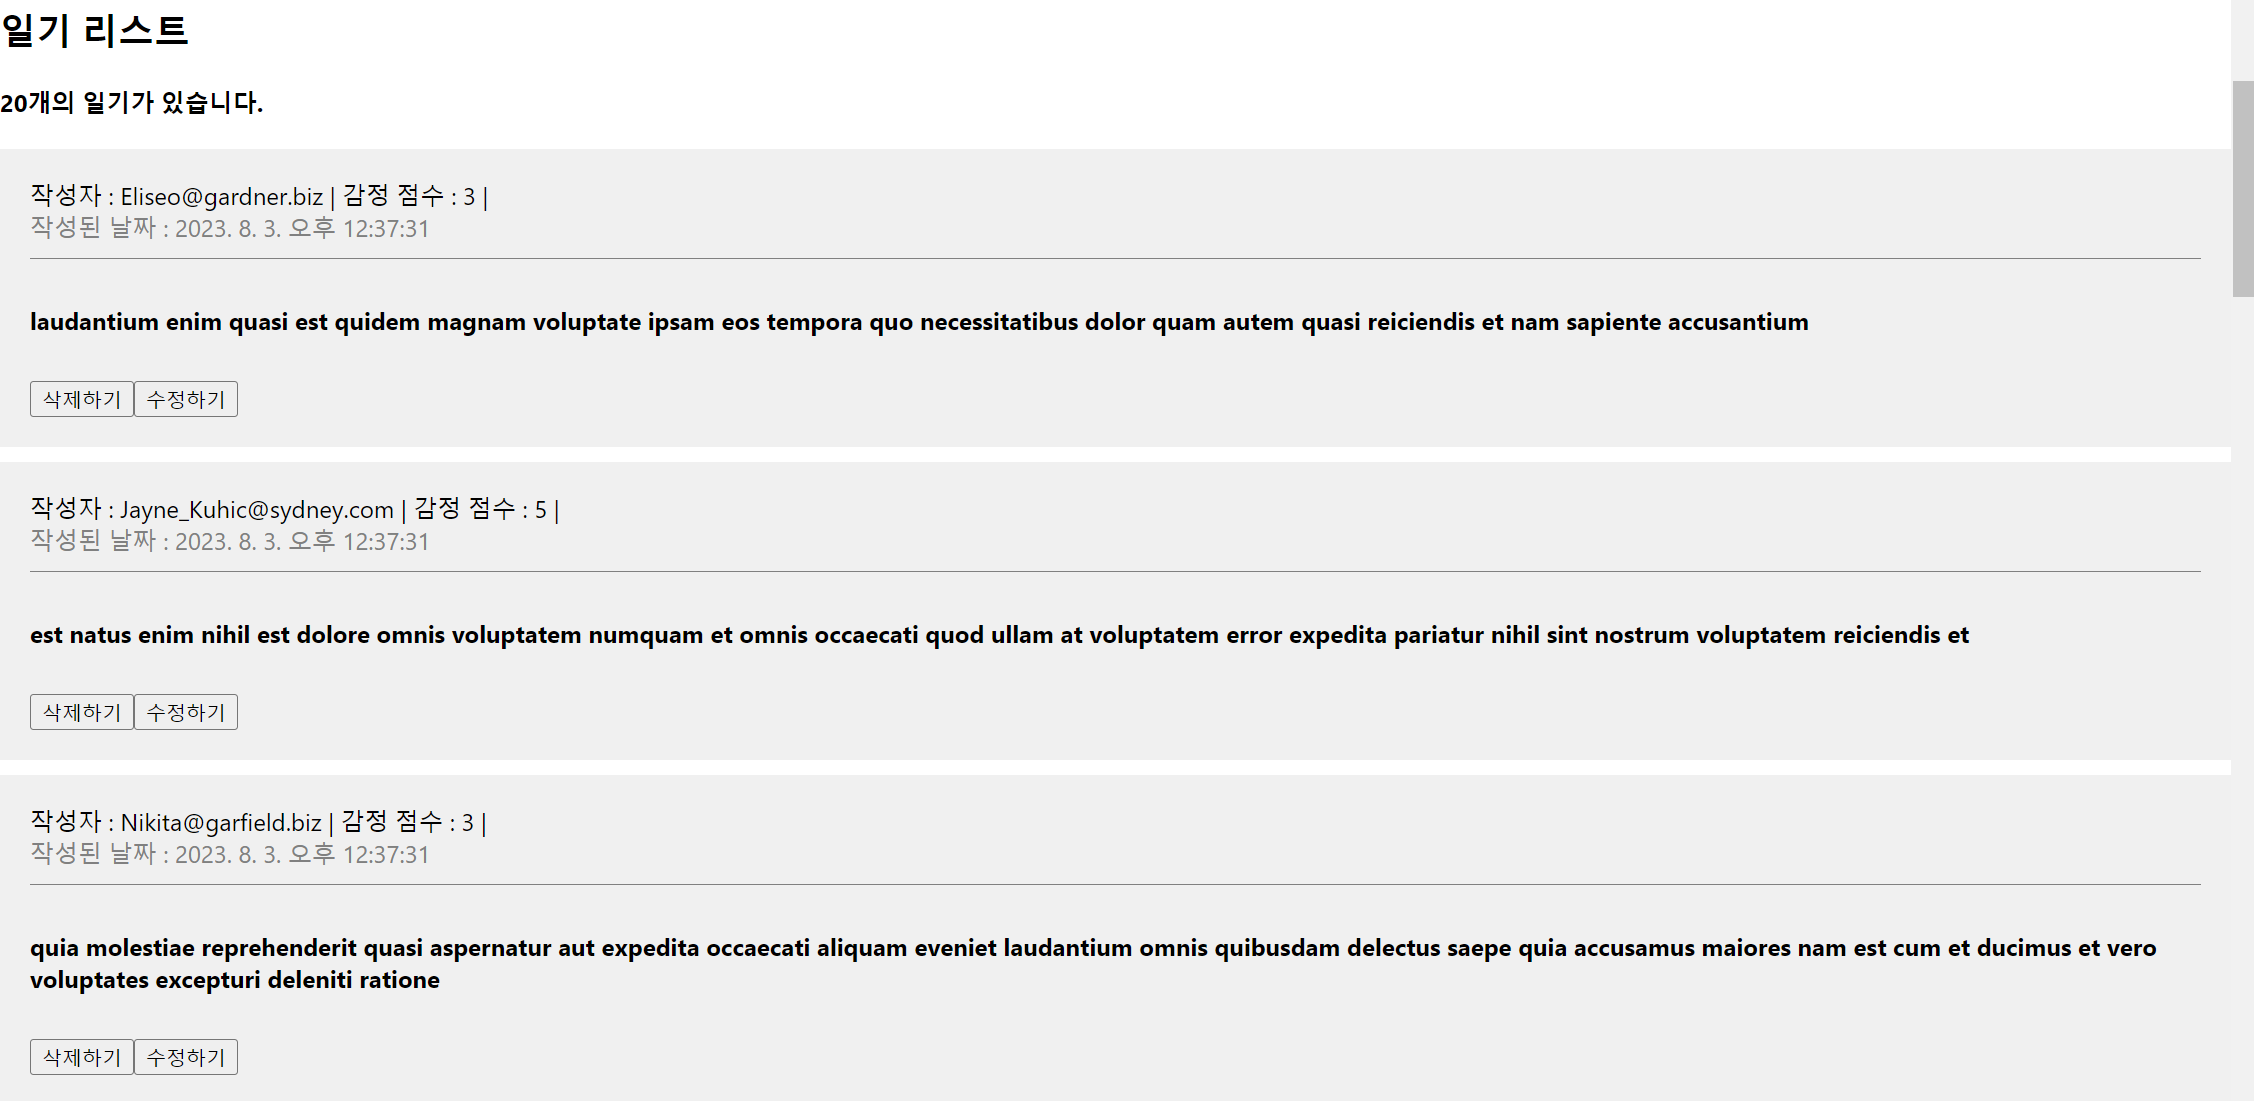 일기 리스트
20개의 일기가 있습니다.
작성자 : Eliseo@gardner.biz | 감정 점수 : 3 |
작성된 날짜 : 2023. 8. 3. 오후 12:37:31
laudantium enim quasi est quidem magnam voluptate ipsam eos tempora quo necessitatibus dolor quam autem quasi reiciendis et nam sapiente accusantium
삭제하기 수정하기
작성자 : Jayne_Kuhic@sydney.com | 감정 점수 : 5 |
작성된 날짜 : 2023. 8. 3. 오후 12:37:31
est natus enim nihil est dolore omnis voluptatem numquam et omnis occaecati quod ullam at voluptatem error expedita pariatur nihil sint nostrum voluptatem reiciendis et
삭제하기 수정하기
작성자 : Nikita@garfield.biz | 감정 점수 : 3 |
작성된 날짜 : 2023. 8. 3. 오후 12:37:31
quia molestiae reprehenderit quasi aspernatur aut expedita occaecati aliquam eveniet laudantium omnis quibusdam delectus saepe quia accusamus maiores nam est cum et ducimus et vero
voluptates excepturi deleniti ratione
삭제하기 수정하기